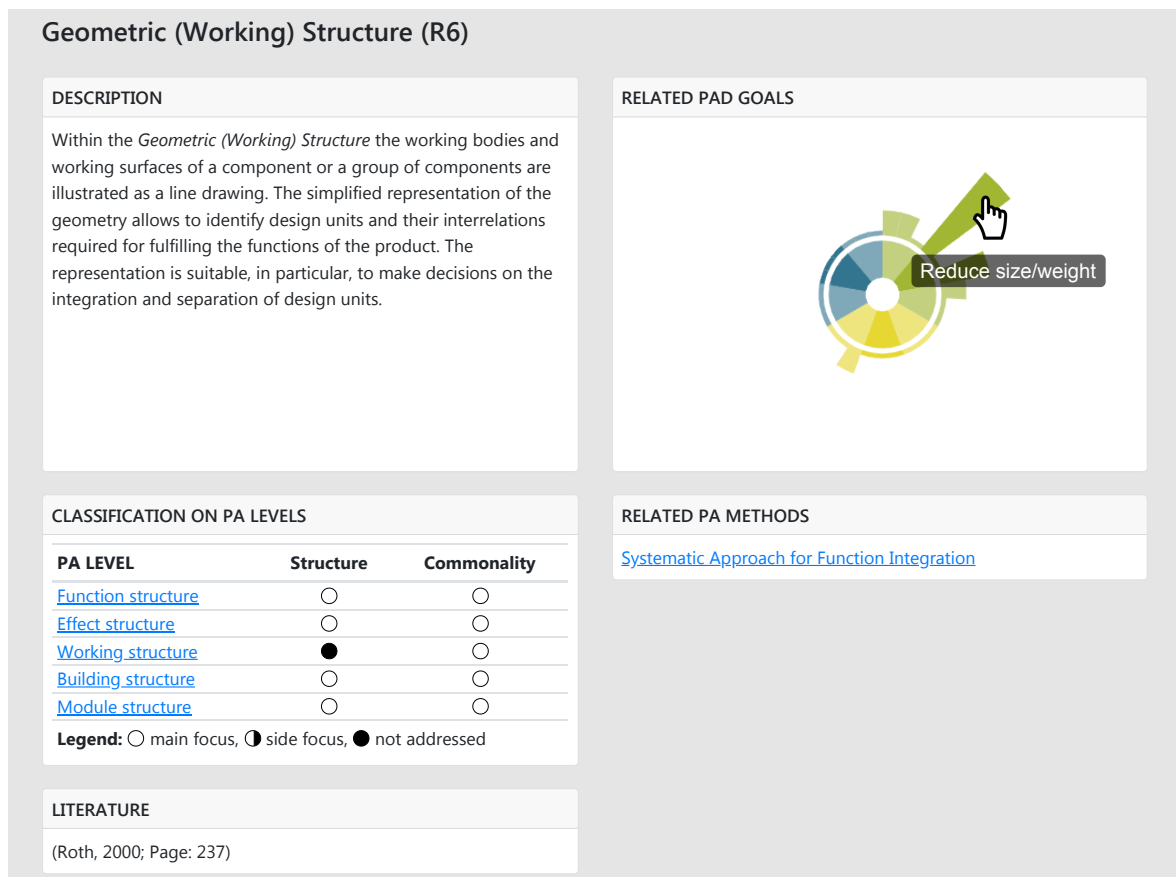 Geometric (Working) Structure (R6)
DESCRIPTION
Within the Geometric (Working) Structure the working bodies and
working surfaces of a component or a group of components are
illustrated as a line drawing. The simplified representation of the
geometry allows to identify design units and their interrelations
required for fulfilling the functions of the product. The
representation is suitable, in particular, to make decisions on the
integration and separation of design units.
RELATED PAD GOALS
Reduce size/weight
CLASSIFICATION ON PA LEVELS
PA LEVEL Structure Commonality
Function structure ○ ○
Effect structure ○ ○
Working structure ● ○
Building structure ○ ○
Module structure ○ ○
Legend: ○ main focus, ◑ side focus, ● not addressed
RELATED PA METHODS
Systematic Approach for Function Integration
LITERATURE
(Roth, 2000; Page: 237)